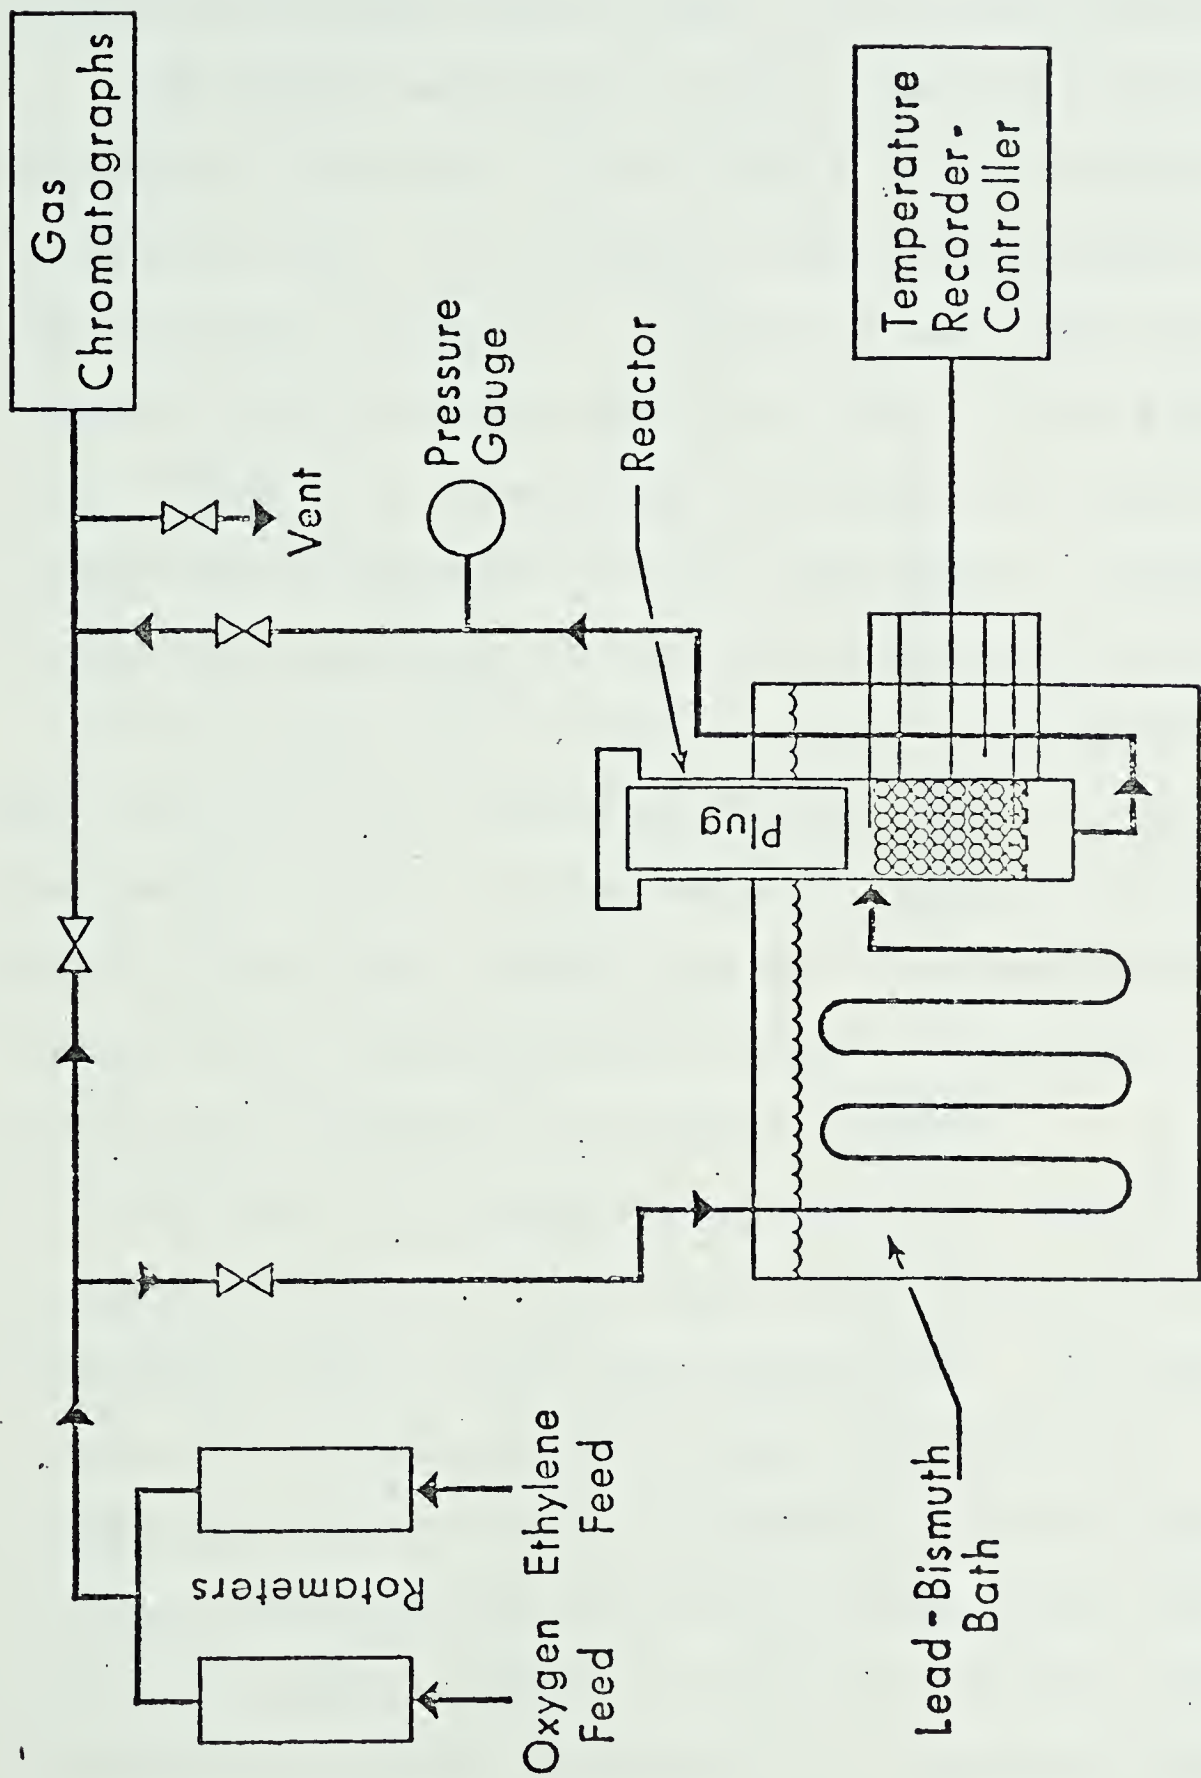 Gas
Chromatographs
Vent
Pressure
Gauge
Reactor
Temperature
Recorder-
Controller
Plug
Rotameters
Oxygen
Feed
Ethylene
Feed
Lead-Bismuth
Bath